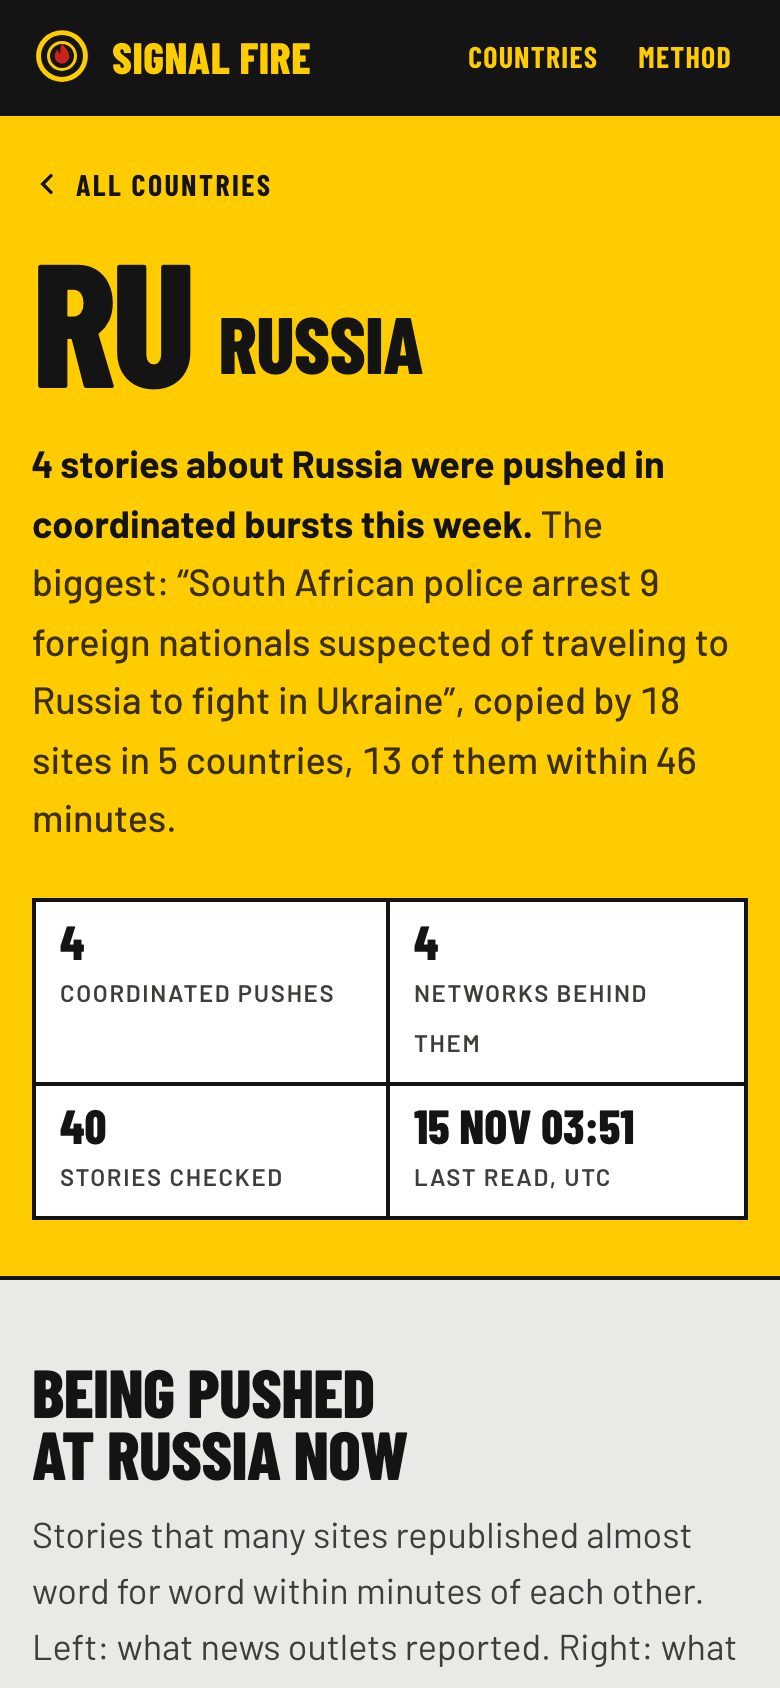 SIGNAL FIRE
COUNTRIES
METHOD
ALL COUNTRIES
RU RUSSIA
4 stories about Russia were pushed in
coordinated bursts this week. The
biggest: “South African police arrest 9
foreign nationals suspected of traveling to
Russia to fight in Ukraine”, copied by 18
sites in 5 countries, 13 of them within 46
minutes.
4
COORDINATED PUSHES
4
NETWORKS BEHIND
THEM
40
STORIES CHECKED
15 NOV 03:51
LAST READ, UTC
BEING PUSHED
AT RUSSIA NOW
Stories that many sites republished almost
word for word within minutes of each other.
Left: what news outlets reported. Right: what